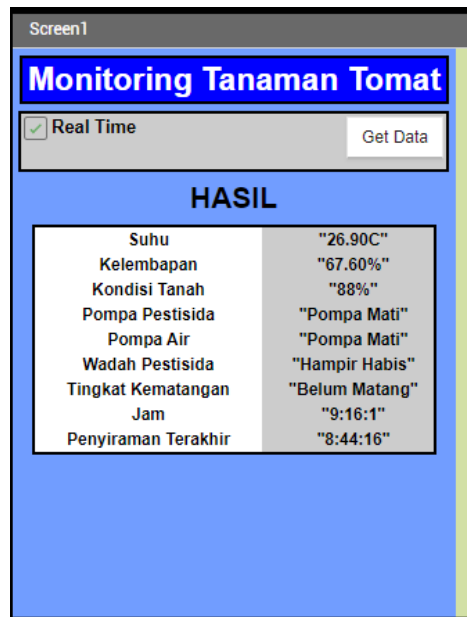 Screen1
Monitoring Tanaman Tomat
Real Time
Get Data
HASIL
Suhu "26.90C"
Kelembapan "67.60%"
Kondisi Tanah "88%"
Pompa Pestisida "Pompa Mati"
Pompa Air "Pompa Mati"
Wadah Pestisida "Hampir Habis"
Tingkat Kematangan "Belum Matang"
Jam "9:16:1"
Penyiraman Terakhir "8:44:16"